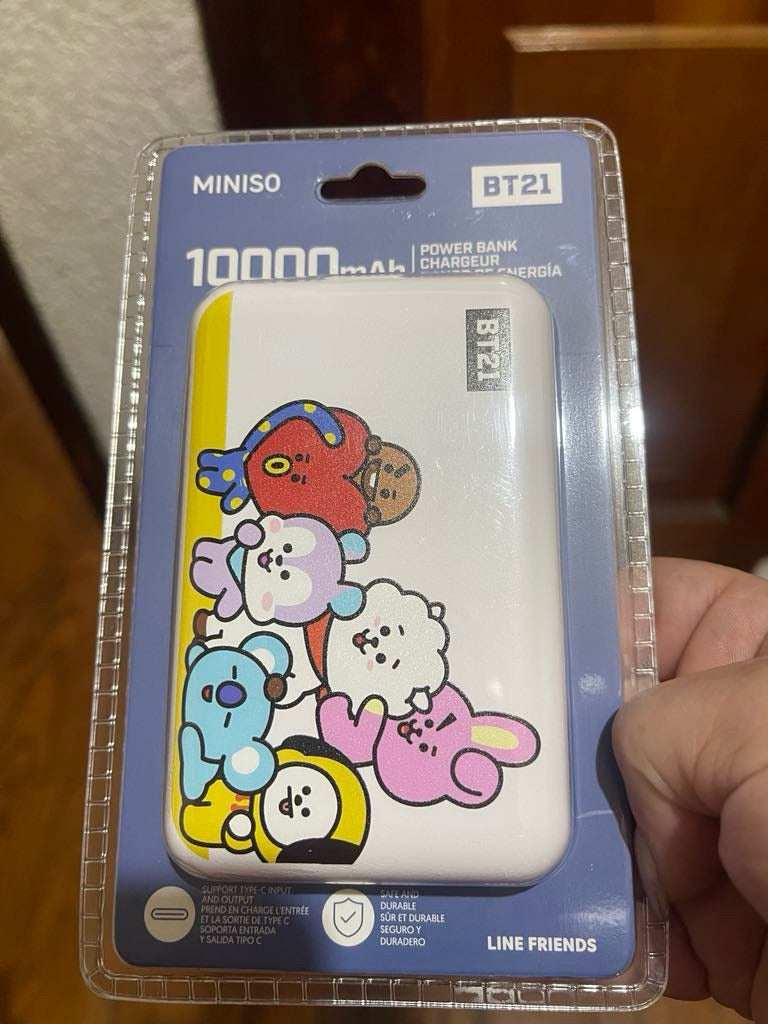 MINISO
BT21
10000mAh
POWER BANK
CHARGEUR
ENERGÍA
BT21
SUPPORT TYPE-C INPUT
AND OUTPUT
PREND EN CHARGE L'ENTRÉE
ET LA SORTIE DE TYPE C
SOPORTA ENTRADA
Y SALIDA TIPO C
SAFE AND
DURABLE
SÛR ET DURABLE
SEGURO Y
DURADERO
LINE FRIENDS